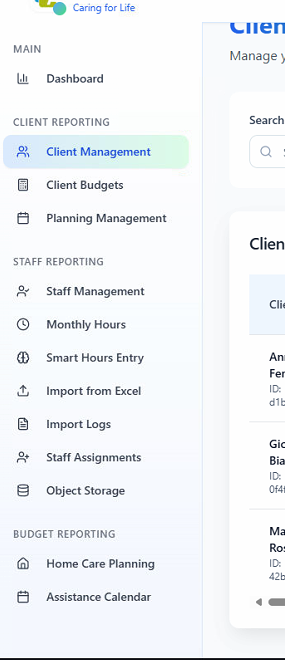 Caring for Life
MAIN
Dashboard
CLIENT REPORTING
Client Management
Client Budgets
Planning Management
STAFF REPORTING
Staff Management
Monthly Hours
Smart Hours Entry
Import from Excel
Import Logs
Staff Assignments
Object Storage
BUDGET REPORTING
Home Care Planning
Assistance Calendar
Manage
Search
Clien
Clie
ID:
d1b
Gio
Bia
ID:
0f4
Ma
Ros
ID:
42b